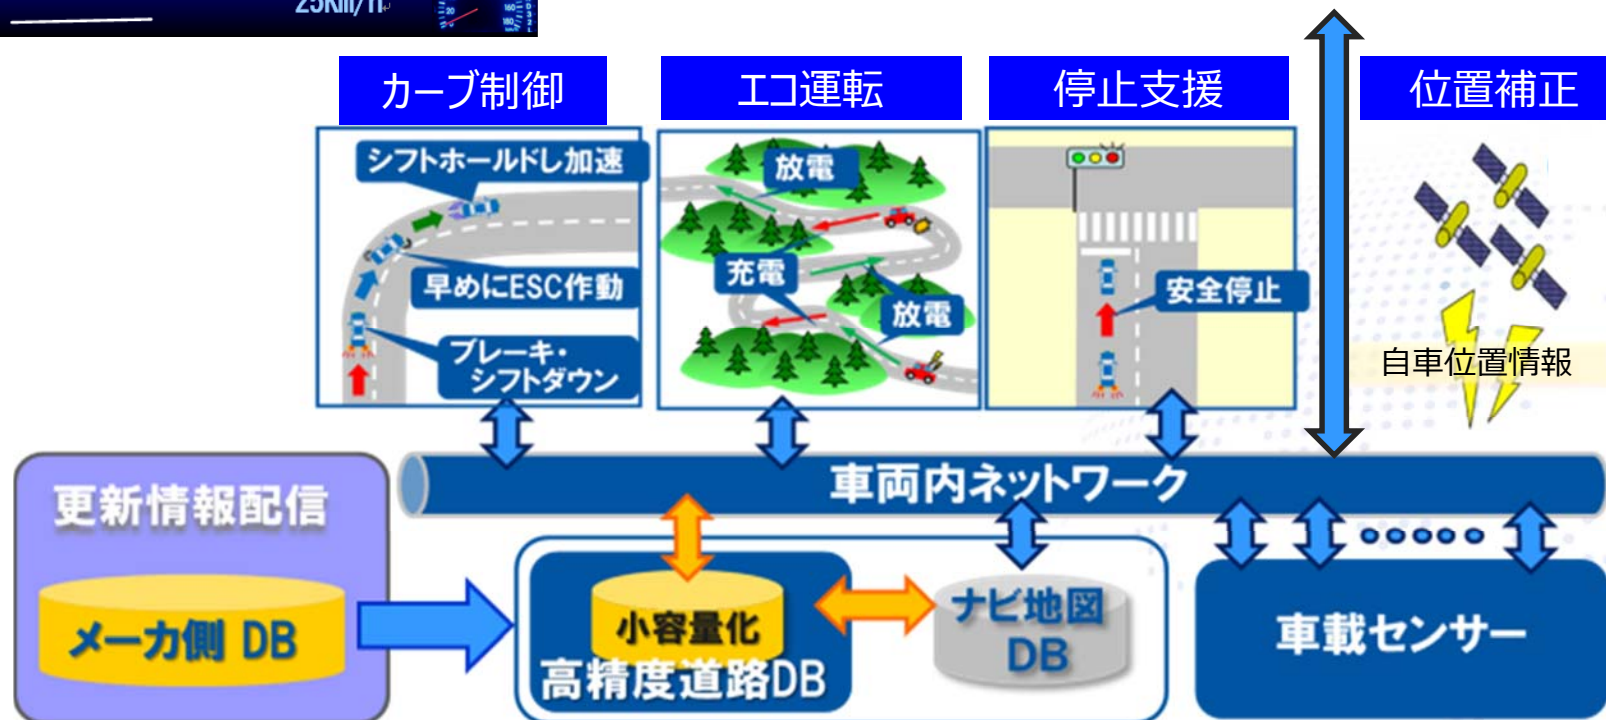 25Km/h
20
160
180
カーブ制御
エコ運転
停止支援
位置補正
シフトホールドし加速
早めにESC作動
ブレーキ・
シフトダウン
放電
充電
放電
安全停止
自車位置情報
車両内ネットワーク
更新情報配信
メーカ側 DB
小容量化
高精度道路DB
ナビ地図
DB
車載センサー